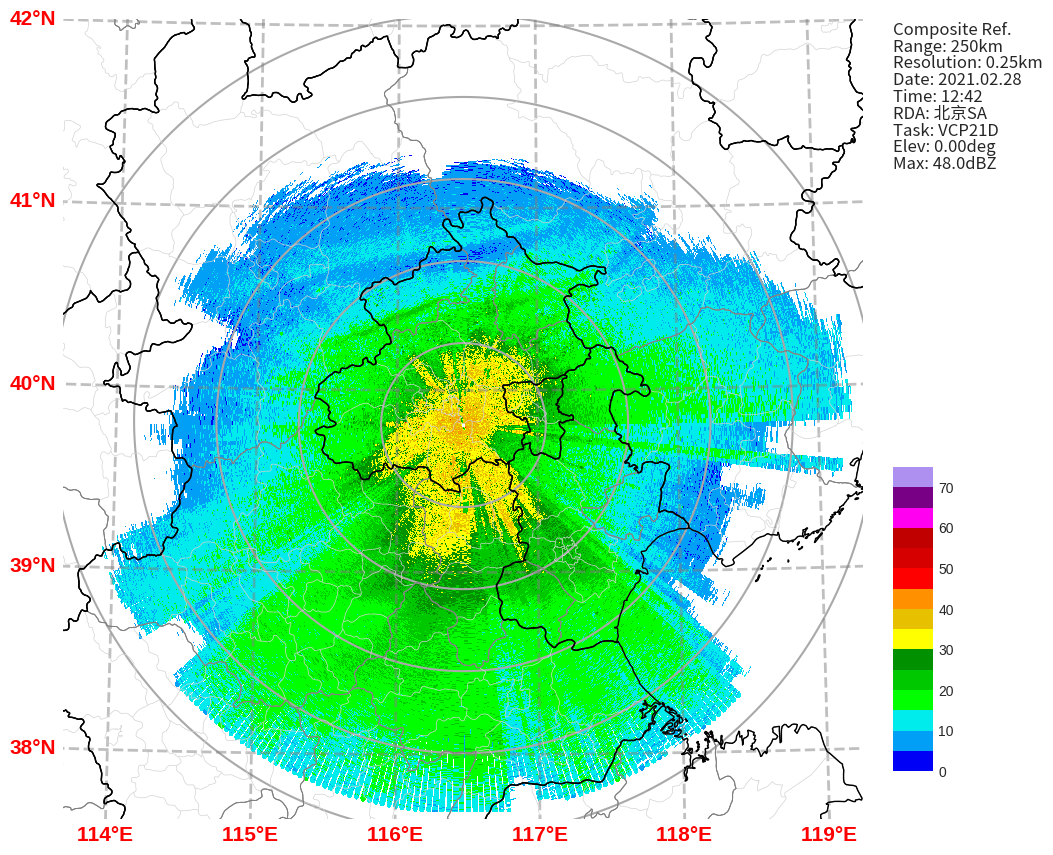 42°N
41°N
40°N
39°N
38°N
114°E
115°E
116°E
117°E
118°E
119°E
Composite Ref.
Range: 250km
Resolution: 0.25km
Date: 2021.02.28
Time: 12:42
RDA: 北京SA
Task: VCP21D
Elev: 0.00deg
Max: 48.0dBZ
70
60
50
40
30
20
10
0